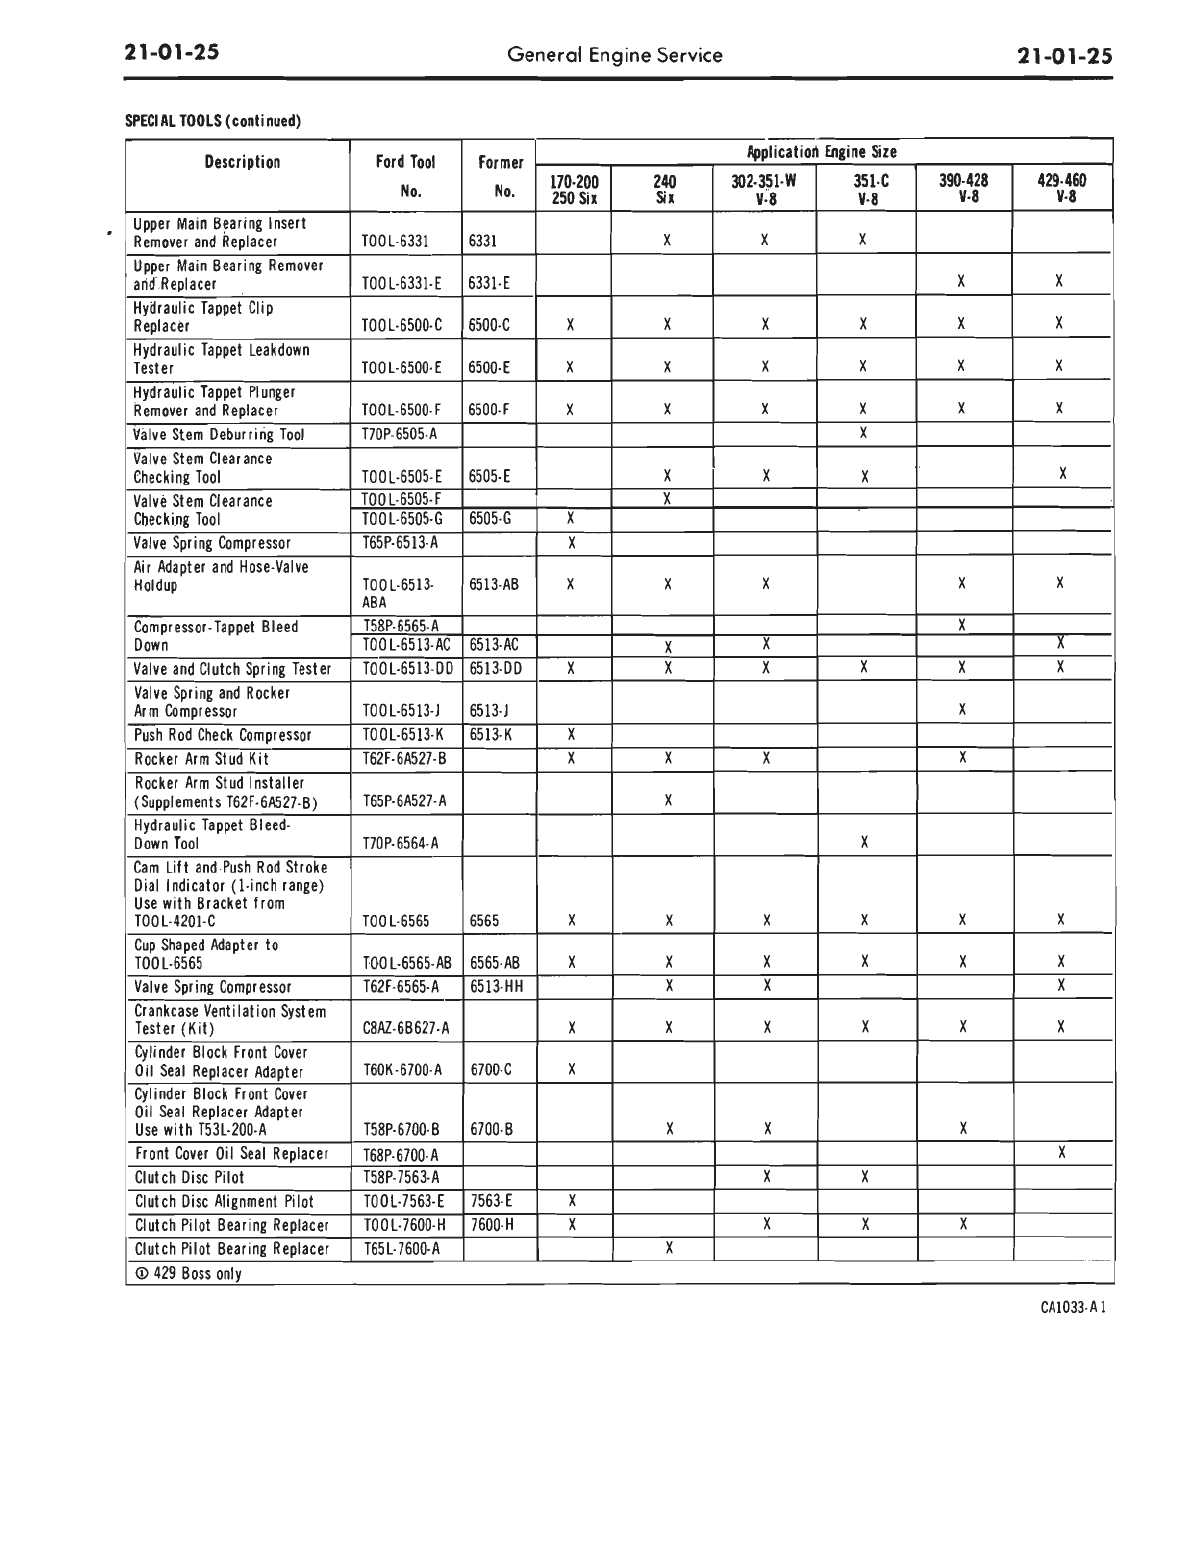 21-01-25 General Engine Service 21-01-25
SPECIAL TOOLS (continued)
Description Ford Tool No. Former No. Application Engine Size
170-200 250 Six 240 Six 302-351-W V-8 351-C V-8 390-428 V-8 429-460 V-8
Upper Main Bearing Insert
Remover and Replacer TOOL-6331 6331 X X X
Upper Main Bearing Remover
and Replacer TOOL-6331-E 6331-E X X
Hydraulic Tappet Clip
Replacer TOOL-6500-C 6500-C X X X X X X
Hydraulic Tappet Leakdown
Tester TOOL-6500-E 6500-E X X X X X X
Hydraulic Tappet Plunger
Remover and Replacer TOOL-6500-F 6500-F X X X X X X
Valve Stem Deburring Tool T70P-6505-A X
Valve Stem Clearance
Checking Tool TOOL-6505-E 6505-E X X X X
Valve Stem Clearance TOOL-6505-F X
Checking Tool TOOL-6505-G 6505-G X
Valve Spring Compressor T65P-6513-A X
Air Adapter and Hose-Valve
Holdup TOOL-6513- 6513-AB X X X X X
ABA
Compressor-Tappet Bleed T58P-6565-A X
Down TOOL-6513-AC 6513-AC X X X
Valve and Clutch Spring Tester TOOL-6513-DD 6513-DD X X X X X X
Valve Spring and Rocker
Arm Compressor TOOL-6513-J 6513-J X
Push Rod Check Compressor TOOL-6513-K 6513-K X
Rocker Arm Stud Kit T62F-6A527-B X X X X
Rocker Arm Stud Installer
(Supplements T62F-6A527-B) T65P-6A527-A X
Hydraulic Tappet Bleed-
Down Tool T70P-6564-A X
Cam Lift and Push Rod Stroke
Dial Indicator (1-inch range)
Use with Bracket from
TOOL-4201-C TOOL-6565 6565 X X X X X X
Cup Shaped Adapter to
TOOL-6565 TOOL-6565-AB 6565-AB X X X X X X
Valve Spring Compressor T62F-6565-A 6513-HH X X X
Crankcase Ventilation System
Tester (Kit) C8AZ-6B627-A X X X X X X
Cylinder Block Front Cover
Oil Seal Replacer Adapter T60K-6700-A 6700-C X
Cylinder Block Front Cover
Oil Seal Replacer Adapter
Use with T53L-200-A T58P-6700-B 6700-B X X X
Front Cover Oil Seal Replacer T68P-6700-A X
Clutch Disc Pilot T58P-7563-A X X
Clutch Disc Alignment Pilot TOOL-7563-E 7563-E X
Clutch Pilot Bearing Replacer TOOL-7600-H 7600-H X X X X
Clutch Pilot Bearing Replacer T65L-7600-A X
① 429 Boss only
CA1033-A1